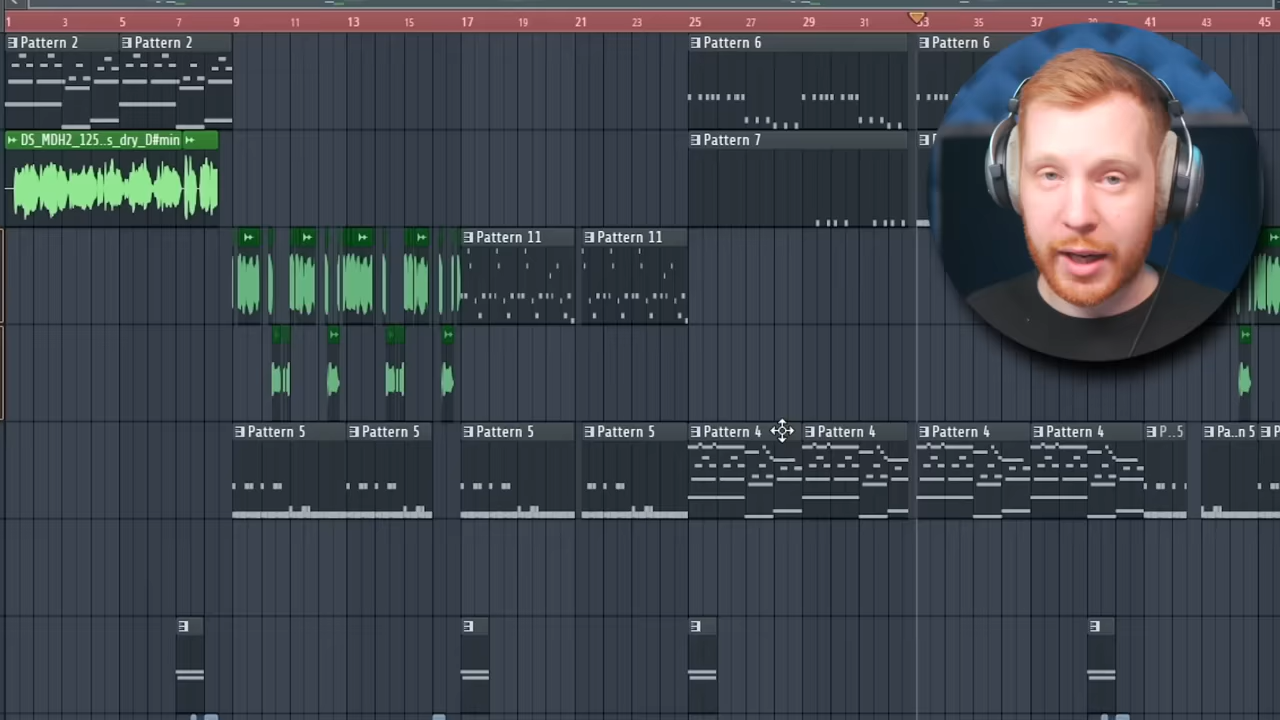 1 3 5 7 9 11 13 15 17 19 21 23 25 27 29 31 33 35 37 39 41 43 45
Pattern 2 Pattern 2 Pattern 6 Pattern 6
DS_MDH2_125..s_dry_D#min Pattern 7
Pattern 11 Pattern 11
Pattern 5 Pattern 5 Pattern 5 Pattern 5 Pattern 4 Pattern 4 Pattern 4 Pattern 4 P..5 Pa..n 5